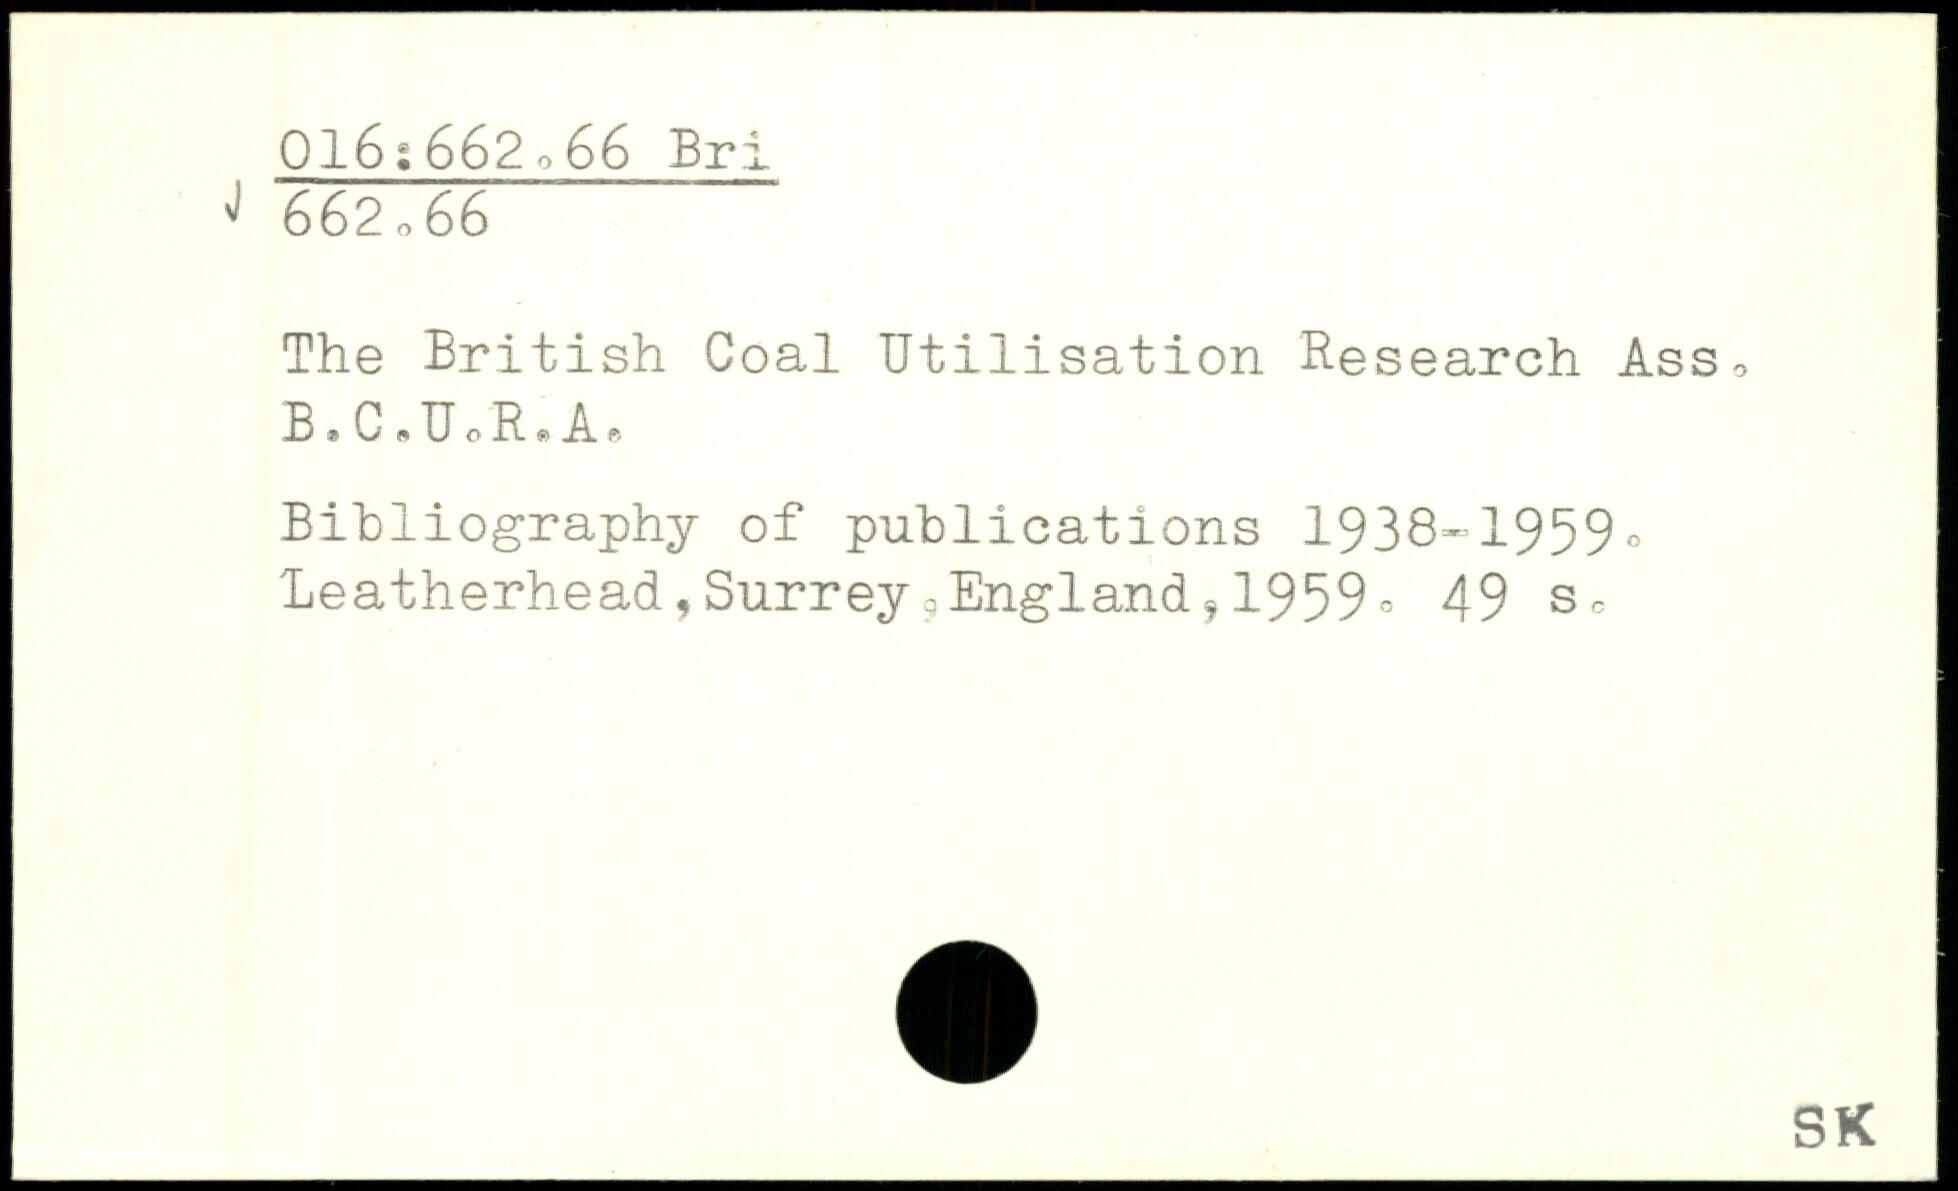 016:662.66 Bri
662.66
The British Coal Utilisation Research Ass.
B.C.U.R.A.
Bibliography of publications 1938-1959.
Leatherhead,Surrey,England,1959. 49 s.
SK